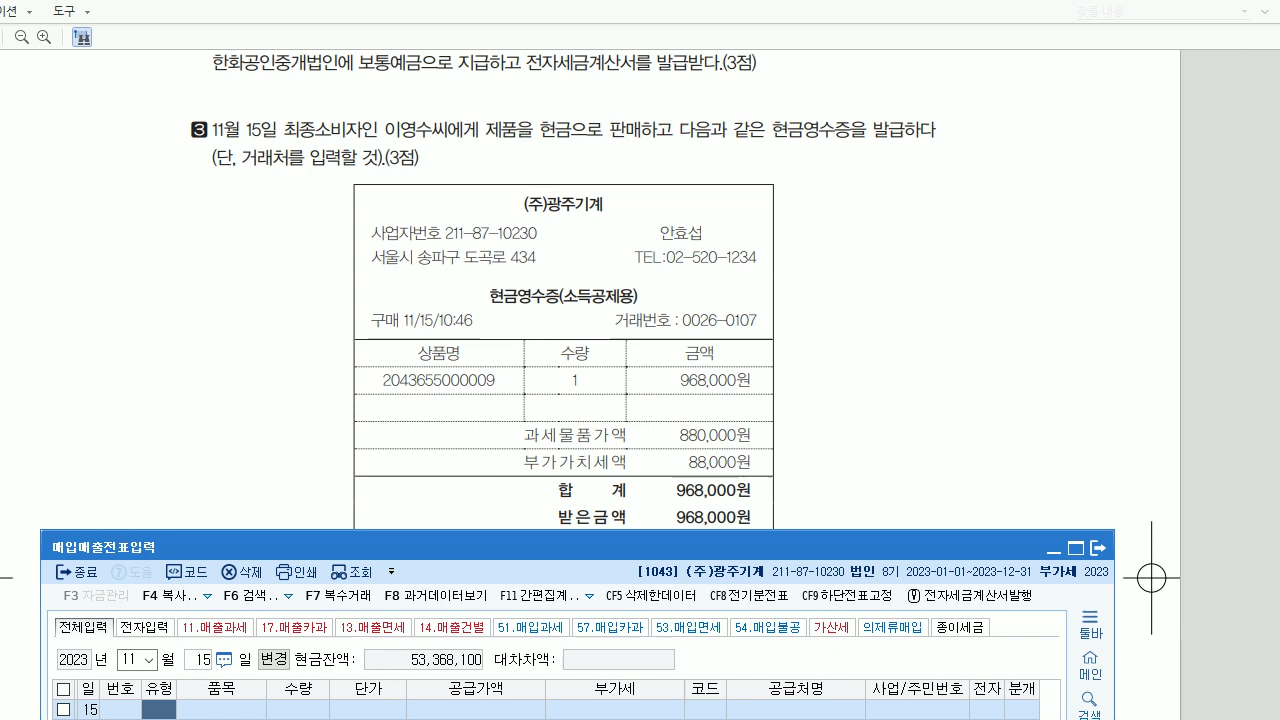 이션 도구 찾을 내용
한화공인중개법인에 보통예금으로 지급하고 전자세금계산서를 발급받다.(3점)
3 11월 15일 최종소비자인 이영수씨에게 제품을 현금으로 판매하고 다음과 같은 현금영수증을 발급하다
(단, 거래처를 입력할 것).(3점)
(주)광주기계
사업자번호 211-87-10230 안효섭
서울시 송파구 도곡로 434 TEL:02-520-1234
현금영수증(소득공제용)
구매 11/15/10:46 거래번호 : 0026-0107
상품명 수량 금액
2043655000009 1 968,000원
과세물품가액 880,000원
부가가치세액 88,000원
합 계 968,000원
받은금액 968,000원
매입매출전표입력
종료 도움 코드 삭제 인쇄 조회 [1043] (주)광주기계 211-87-10230 법인 8기 2023-01-01~2023-12-31 부가세 2023
F3 자금관리 F4 복사.. F6 검색.. F7 복수거래 F8 과거데이터보기 F11 간편집계.. CF5 삭제한데이터 CF8 전기분전표 CF9 하단전표고정 전자세금계산서발행
전체입력 전자입력 11.매출과세 17.매출카과 13.매출면세 14.매출건별 51.매입과세 57.매입카과 53.매입면세 54.매입불공 가산세 의제류매입 종이세금
툴바
2023 년 11 월 15 일 변경 현금잔액: 53,368,100 대차차액:
메인
일 번호 유형 품목 수량 단가 공급가액 부가세 코드 공급처명 사업/주민번호 전자 분개
15
검색